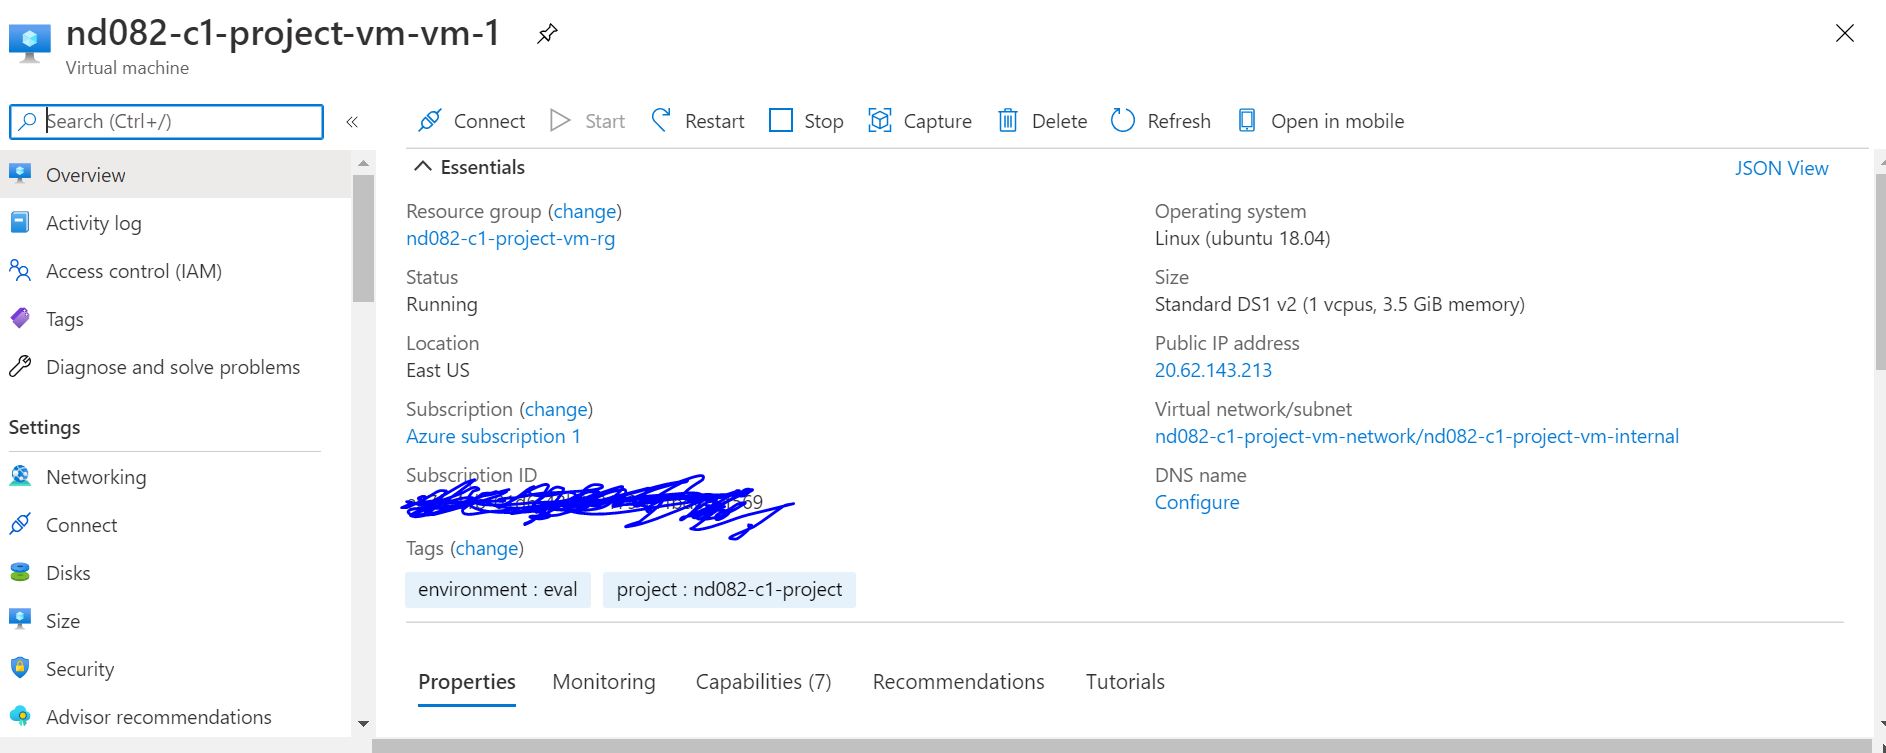 nd082-c1-project-vm-vm-1
Virtual machine
Search (Ctrl+/)
«
Connect
Start
Restart
Stop
Capture
Delete
Refresh
Open in mobile
Overview
Activity log
Access control (IAM)
Tags
Diagnose and solve problems
Settings
Networking
Connect
Disks
Size
Security
Advisor recommendations
Essentials
JSON View
Resource group (change)
nd082-c1-project-vm-rg
Status
Running
Location
East US
Subscription (change)
Azure subscription 1
Subscription ID
Operating system
Linux (ubuntu 18.04)
Size
Standard DS1 v2 (1 vcpus, 3.5 GiB memory)
Public IP address
20.62.143.213
Virtual network/subnet
nd082-c1-project-vm-network/nd082-c1-project-vm-internal
DNS name
Configure
Tags (change)
environment : eval
project : nd082-c1-project
Properties
Monitoring
Capabilities (7)
Recommendations
Tutorials